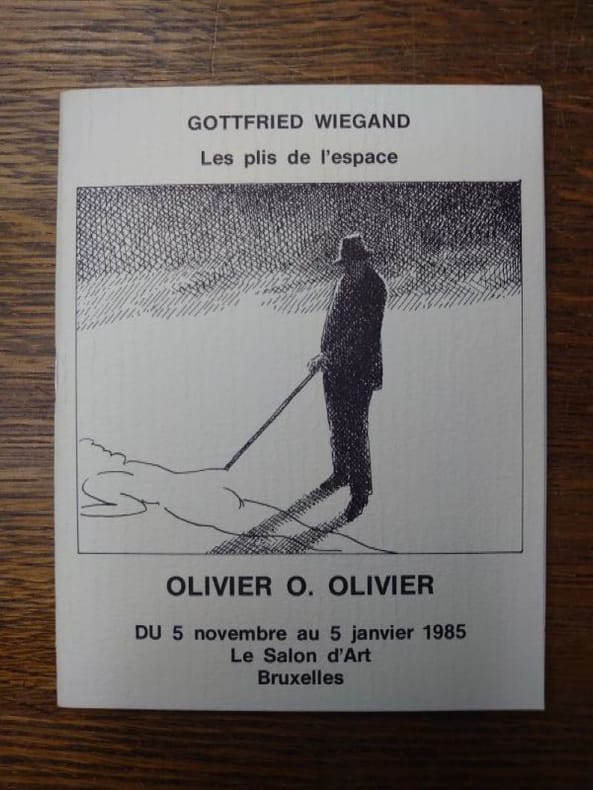 GOTTFRIED WIEGAND
Les plis de l'espace
OLIVIER O. OLIVIER
DU 5 novembre au 5 janvier 1985
Le Salon d'Art
Bruxelles